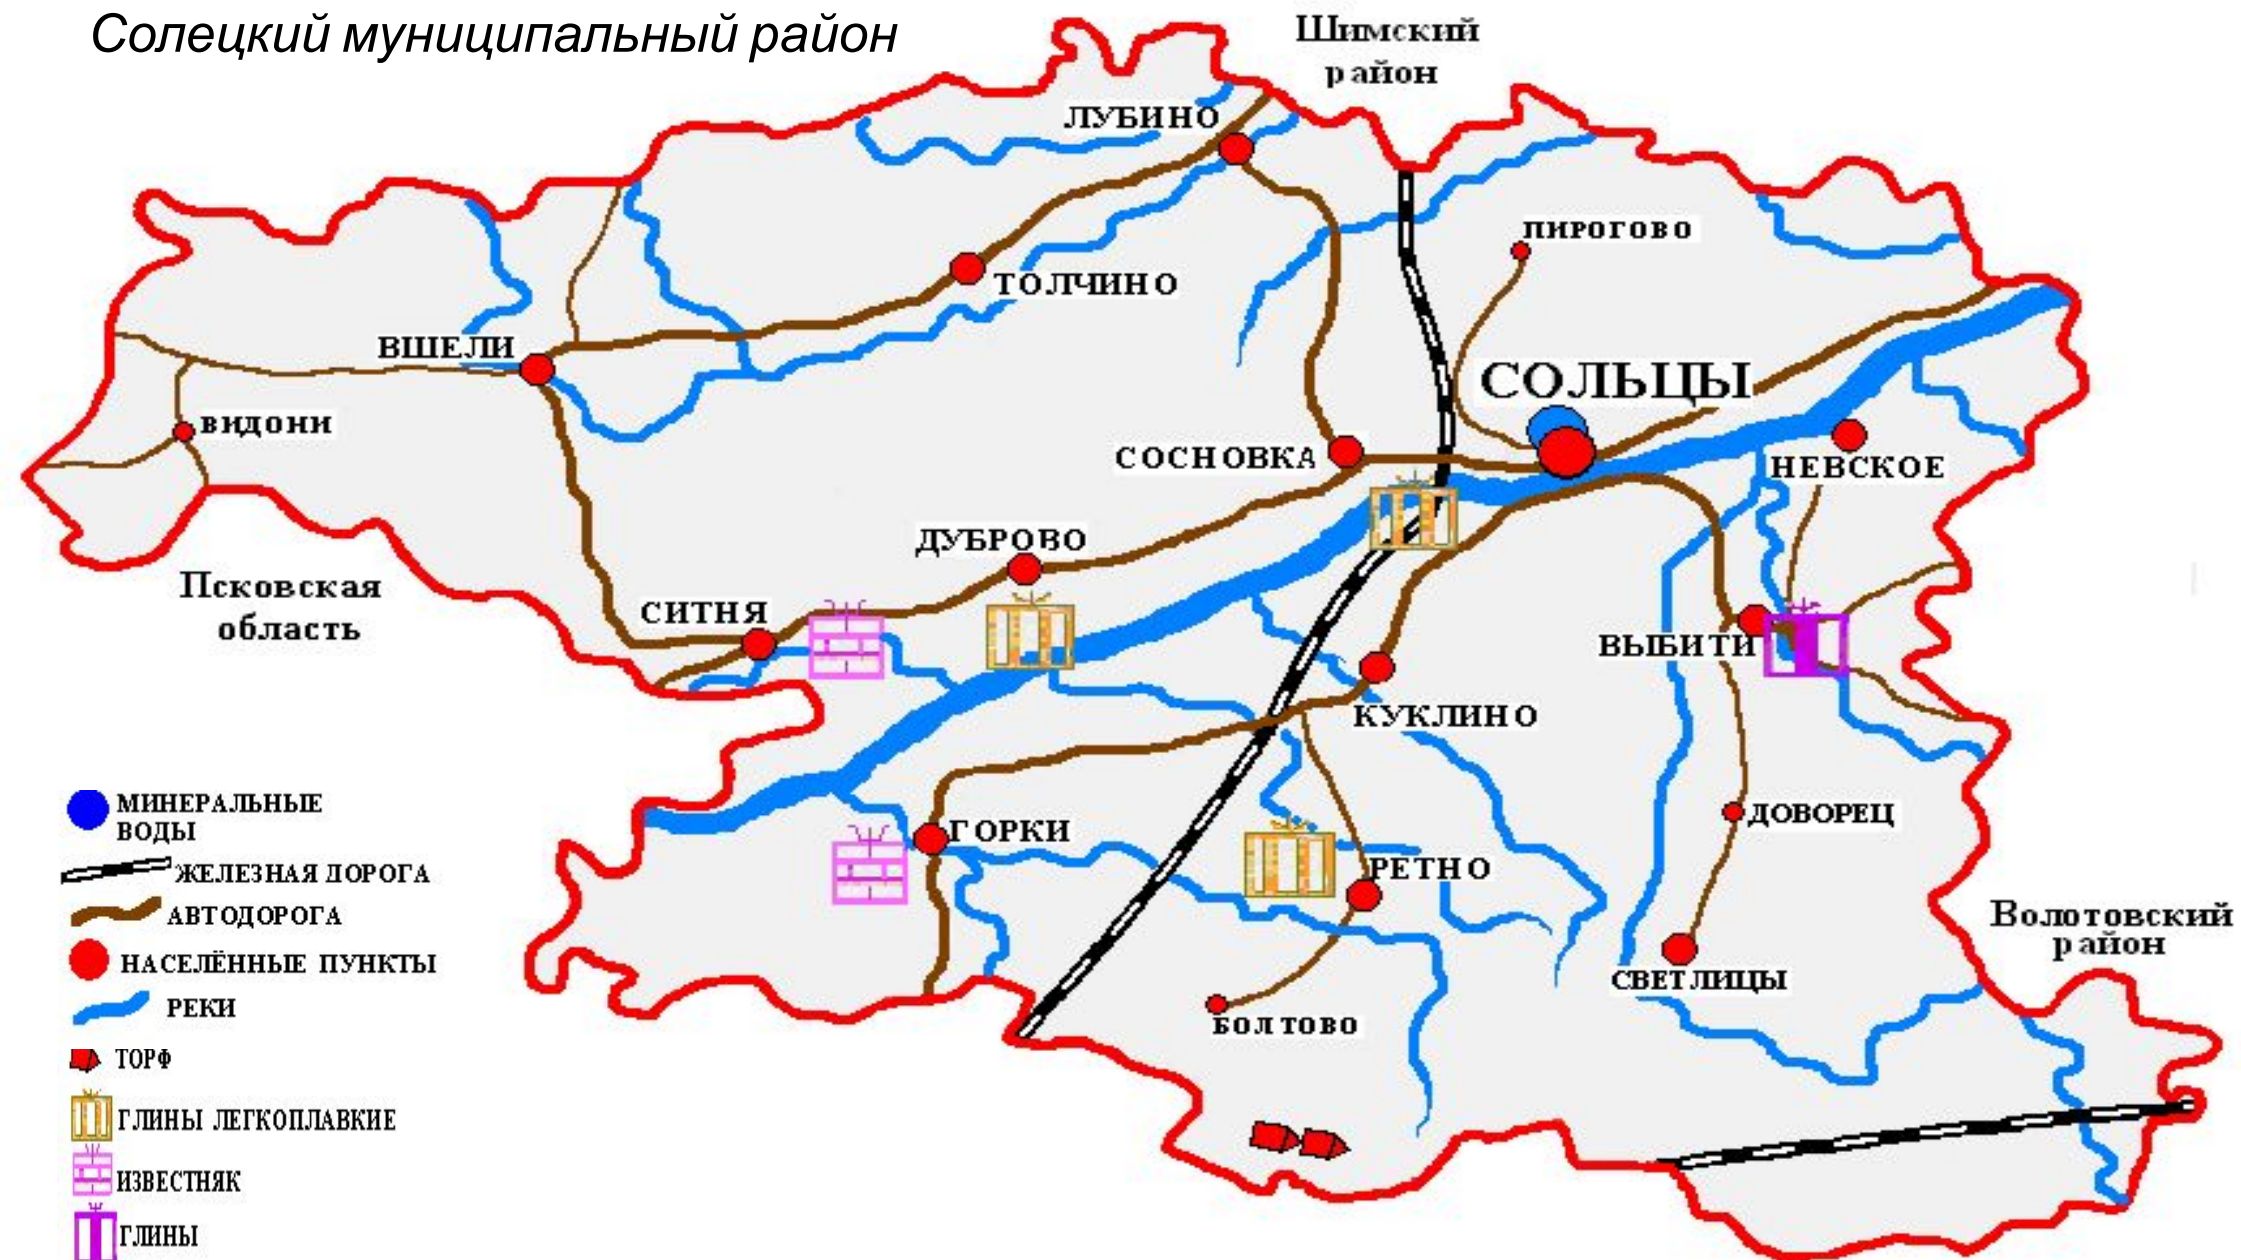 Солецкий муниципальный район
Шимский
район
ЛУБИНО
ПИРОГОВО
ТОЛЧИНО
ВШЕЛИ
СОЛЬЦЫ
ВИДОНИ
СОСНОВКА
НЕВСКОЕ
ДУБРОВО
Псковская
область
СИТНЯ
ВЫБИТИ
КУКЛИНО
ДОВОРЕЦ
ГОРКИ
РЕТНО
Волотовский
район
СВЕТЛИЦЫ
БОЛТОВО
МИНЕРАЛЬНЫЕ
ВОДЫ
ЖЕЛЕЗНАЯ ДОРОГА
АВТОДОРОГА
НАСЕЛЁННЫЕ ПУНКТЫ
РЕКИ
ТОРФ
ГЛИНЫ ЛЕГКОПЛАВКИЕ
ИЗВЕСТНЯК
ГЛИНЫ